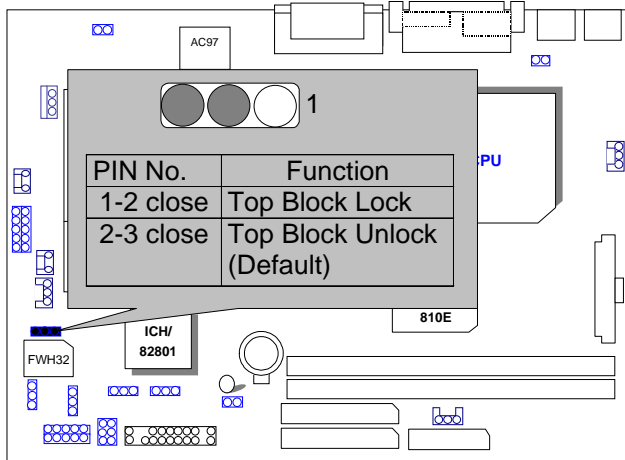 AC97
1
PIN No. Function
1-2 close Top Block Lock
2-3 close Top Block Unlock
(Default)
PU
810E
ICH/
82801
FWH32